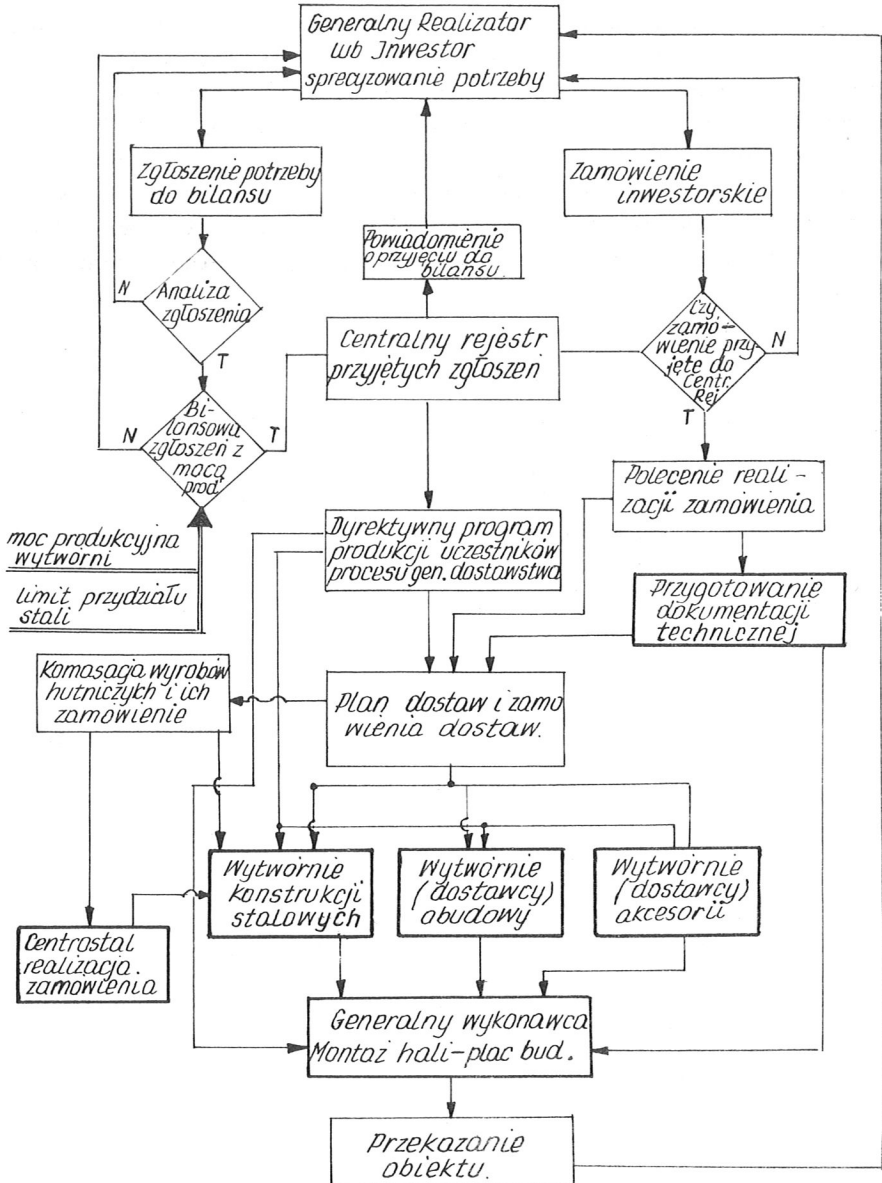 Generalny Realizator
lub Inwestor
sprecyzowanie potrzeby
Zgłoszenie potrzeby
do bilansu
Zamówienie
inwestorskie
Powiadomienie
o przyjęciu do
bilansu
N
Analiza
zgłoszenia
T
Centralny rejestr
przyjętych zgłoszeń
Czy
zamó-
wienie przy-
jęte do
Centr.
Rej
N
T
N
Bi-
lansowa
zgłoszeń z
mocą
prod.
T
Polecenie reali-
zacji zamówienia
moc produkcyjna
wytwórni
limit przydziału
stali
Dyrektywny program
produkcji uczestników
procesu gen. dostawstwa
Przygotowanie
dokumentacji
technicznej
Komasacja wyrobów
hutniczych i ich
zamówienie
Plan dostaw i zamo
wienia dostaw.
Wytwórnie
konstrukcji
stalowych
Wytwórnie
(dostawcy)
obudowy
Wytwórnie
(dostawcy)
akcesorii
Centrostal
realizacja.
zamówienia
Generalny wykonawca
Montaż hali-plac bud.
Przekazanie
obiektu.